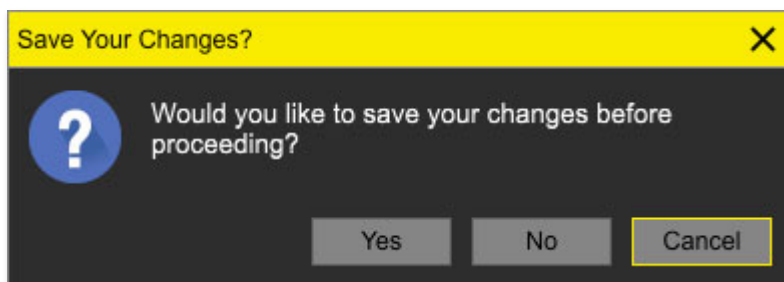 Save Your Changes?
Would you like to save your changes before
proceeding?
Yes No Cancel